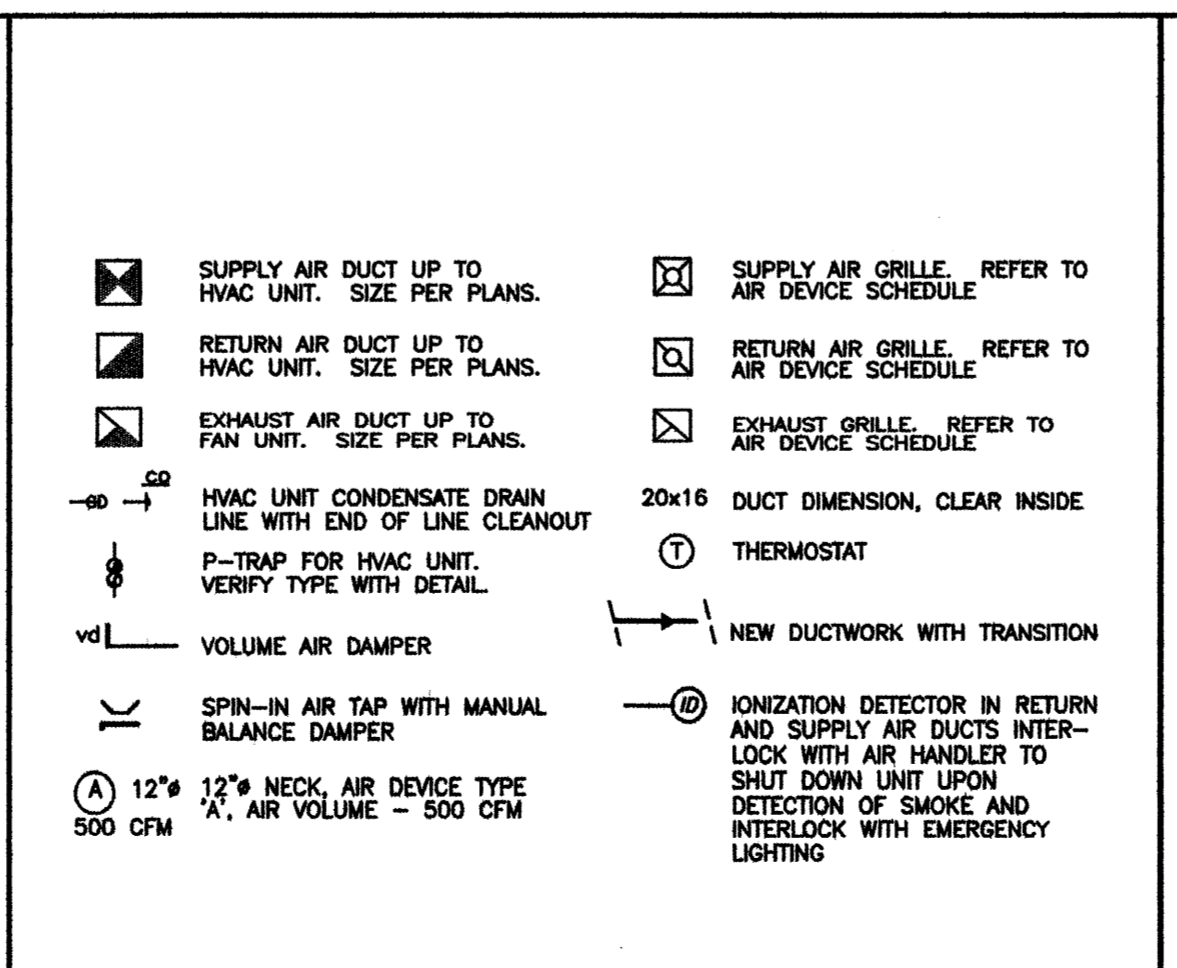 SUPPLY AIR DUCT UP TO
HVAC UNIT. SIZE PER PLANS.
RETURN AIR DUCT UP TO
HVAC UNIT. SIZE PER PLANS.
EXHAUST AIR DUCT UP TO
FAN UNIT. SIZE PER PLANS.
CO
HVAC UNIT CONDENSATE DRAIN
LINE WITH END OF LINE CLEANOUT
P-TRAP FOR HVAC UNIT.
VERIFY TYPE WITH DETAIL.
vd
VOLUME AIR DAMPER
SPIN-IN AIR TAP WITH MANUAL
BALANCE DAMPER
A 12"ø 12"ø NECK, AIR DEVICE TYPE
500 CFM 'A', AIR VOLUME - 500 CFM
SUPPLY AIR GRILLE. REFER TO
AIR DEVICE SCHEDULE
RETURN AIR GRILLE. REFER TO
AIR DEVICE SCHEDULE
EXHAUST GRILLE. REFER TO
AIR DEVICE SCHEDULE
20x16 DUCT DIMENSION, CLEAR INSIDE
T THERMOSTAT
NEW DUCTWORK WITH TRANSITION
ID IONIZATION DETECTOR IN RETURN
AND SUPPLY AIR DUCTS INTER-
LOCK WITH AIR HANDLER TO
SHUT DOWN UNIT UPON
DETECTION OF SMOKE AND
INTERLOCK WITH EMERGENCY
LIGHTING